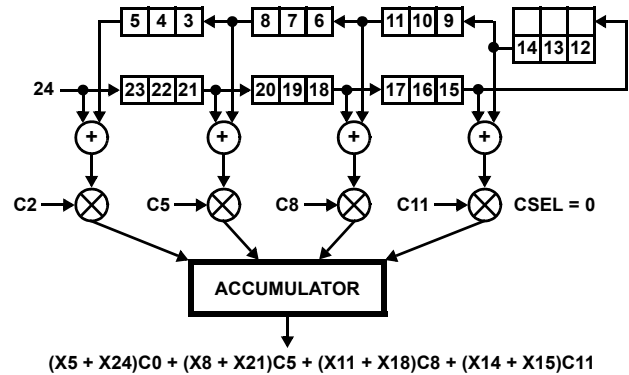 5 4 3 8 7 6 11 10 9
14 13 12
24 23 22 21 20 19 18 17 16 15
+ + + +
C2 C5 C8 C11 CSEL = 0
ACCUMULATOR
(X5 + X24)C0 + (X8 + X21)C5 + (X11 + X18)C8 + (X14 + X15)C11